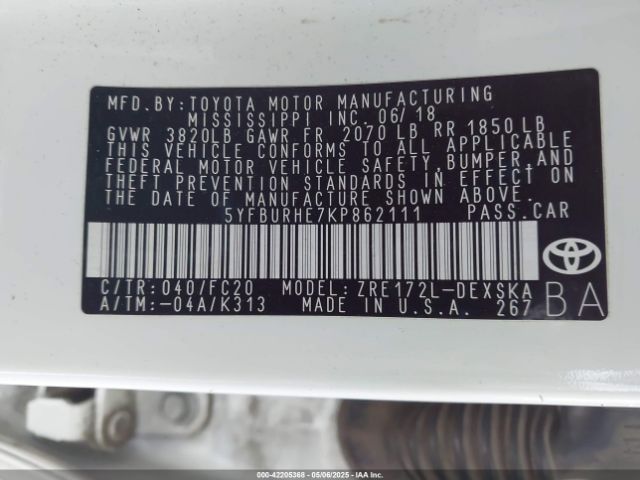 MFD. BY: TOYOTA MOTOR MANUFACTURING
MISSISSIPPI INC. 06/18
GVWR 3820LB GAWR FR 2070 LB RR 1850 LB
THIS VEHICLE CONFORMS TO ALL APPLICABLE
FEDERAL MOTOR VEHICLE SAFETY, BUMPER, AND
THEFT PREVENTION STANDARDS IN EFFECT ON
THE DATE OF MANUFACTURE SHOWN ABOVE.
5YFBURHE7KP862111 PASS.CAR
C/TR: 040/FC20 MODEL: ZRE172L-DEXSKA
A/TM: -04A/K313 MADE IN U.S.A. 267
BA
000-42205368 - 05/06/2025 - IAA Inc.